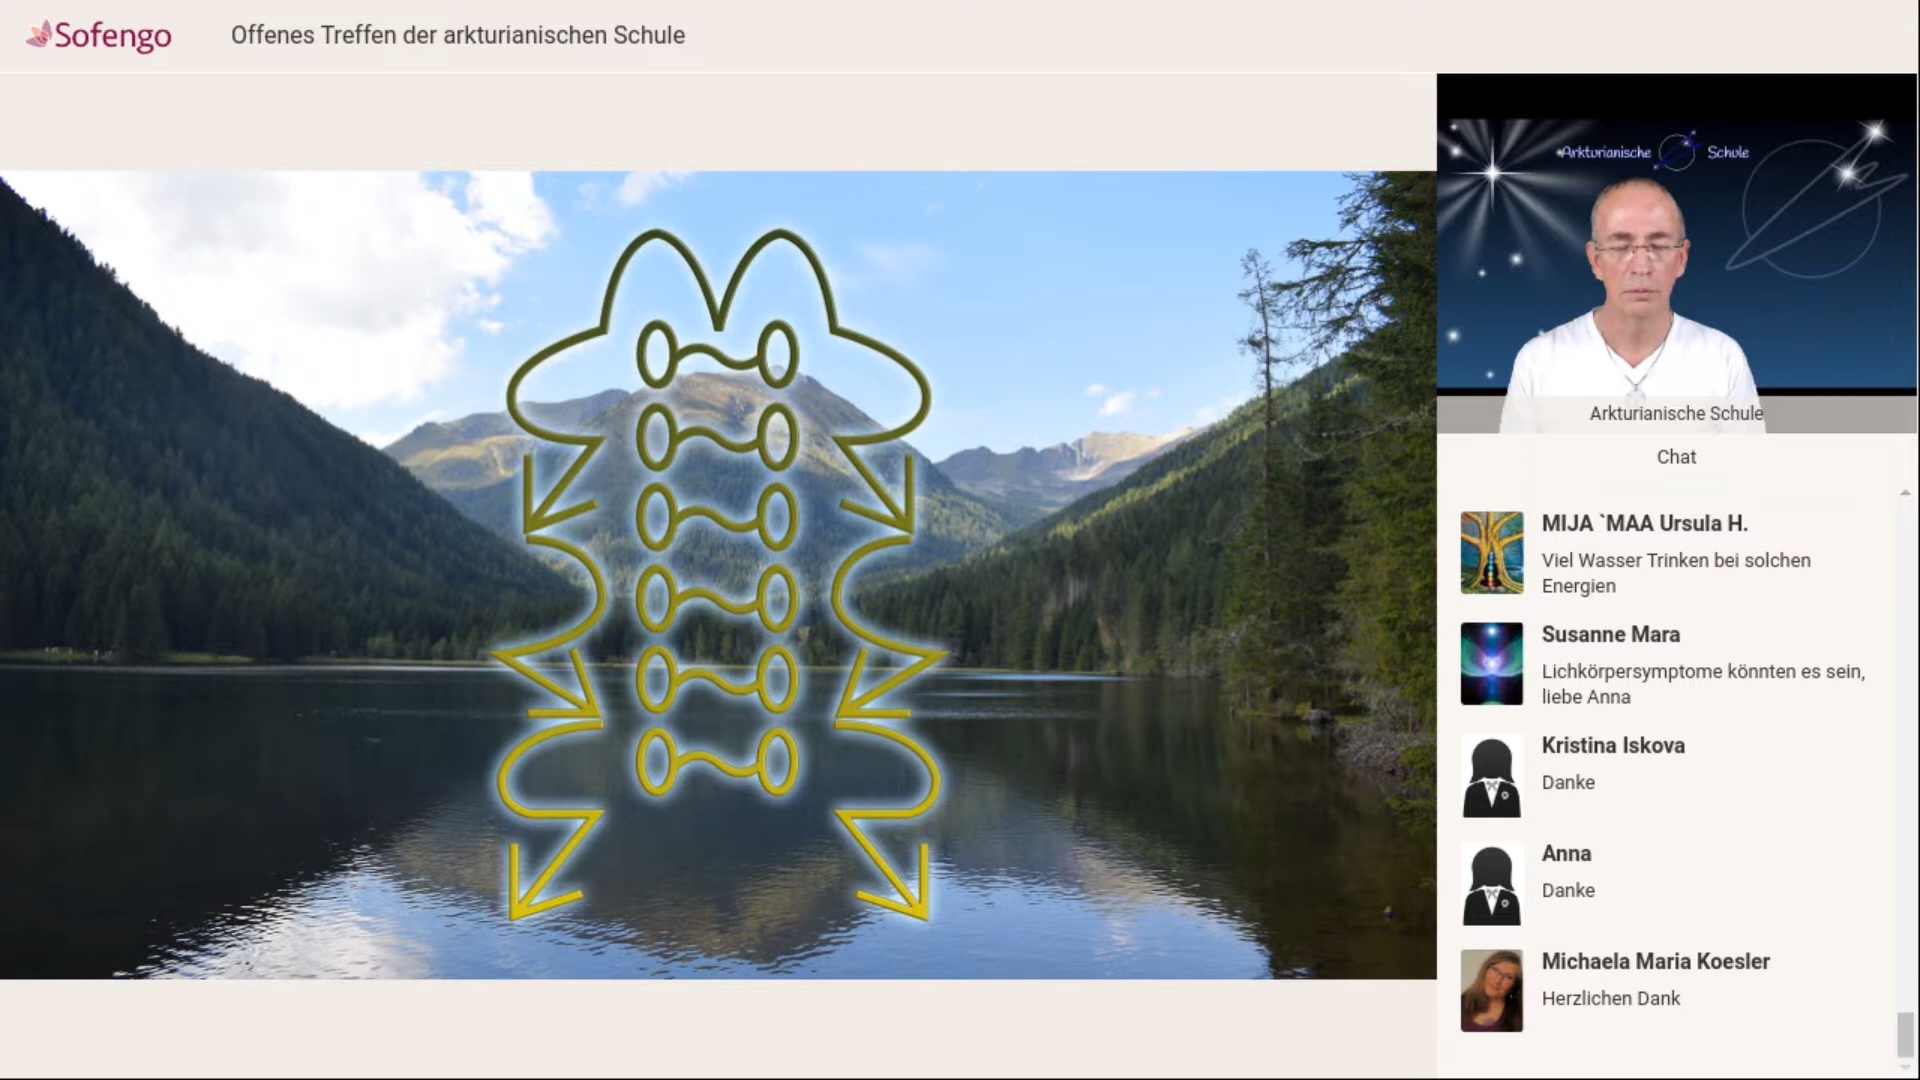 Sofengo
Offenes Treffen der arkturianischen Schule
Arkturianische Schule
Arkturianische Schule
Chat
MIJA `MAA Ursula H.
Viel Wasser Trinken bei solchen
Energien
Susanne Mara
Lichkörpersymptome könnten es sein,
liebe Anna
Kristina Iskova
Danke
Anna
Danke
Michaela Maria Koesler
Herzlichen Dank